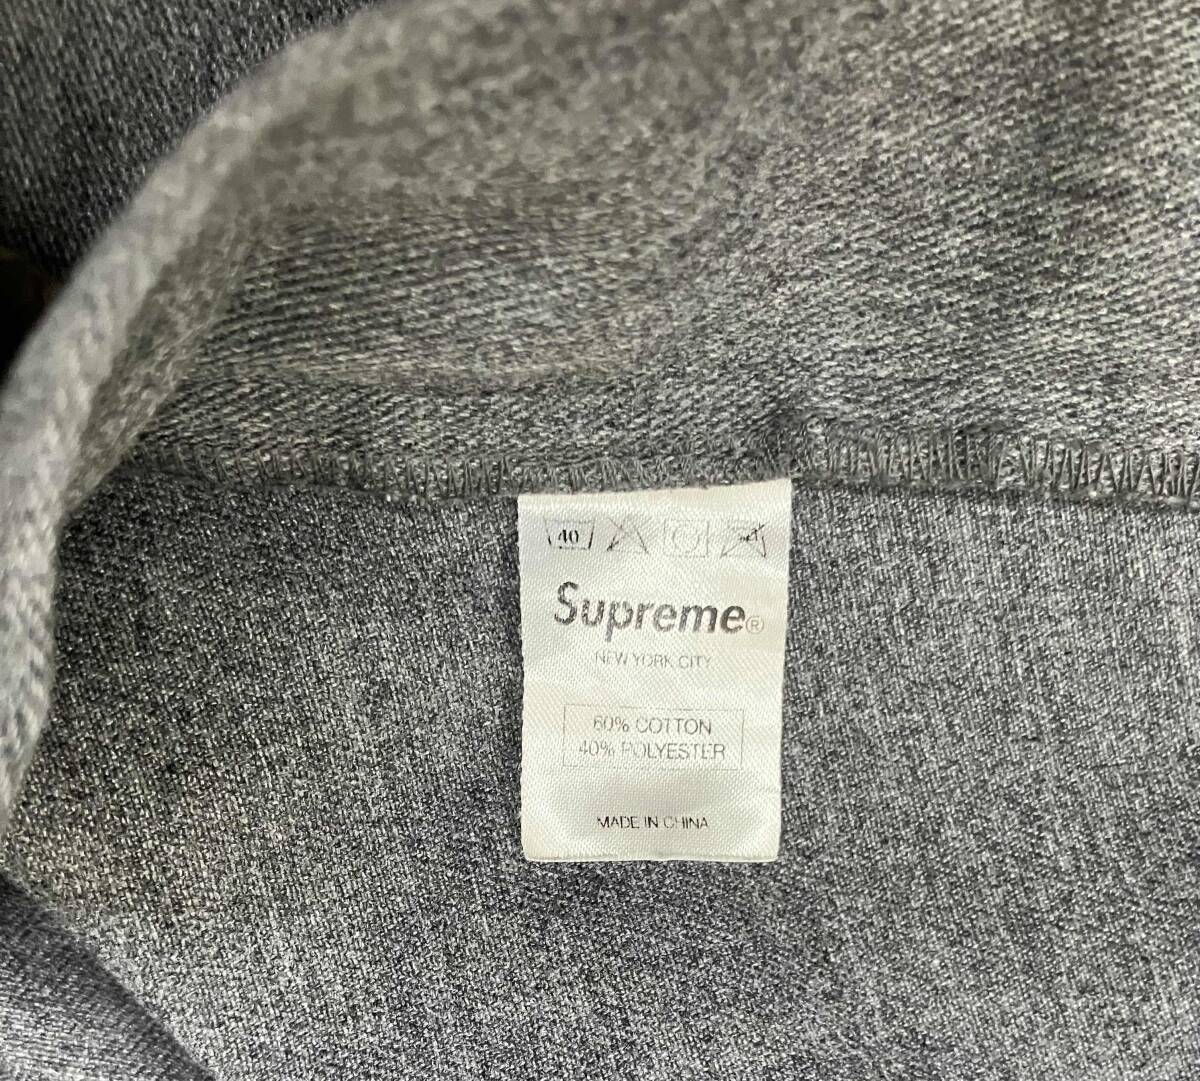 40
Supreme®
NEW YORK CITY
60% COTTON
40% POLYESTER
MADE IN CHINA